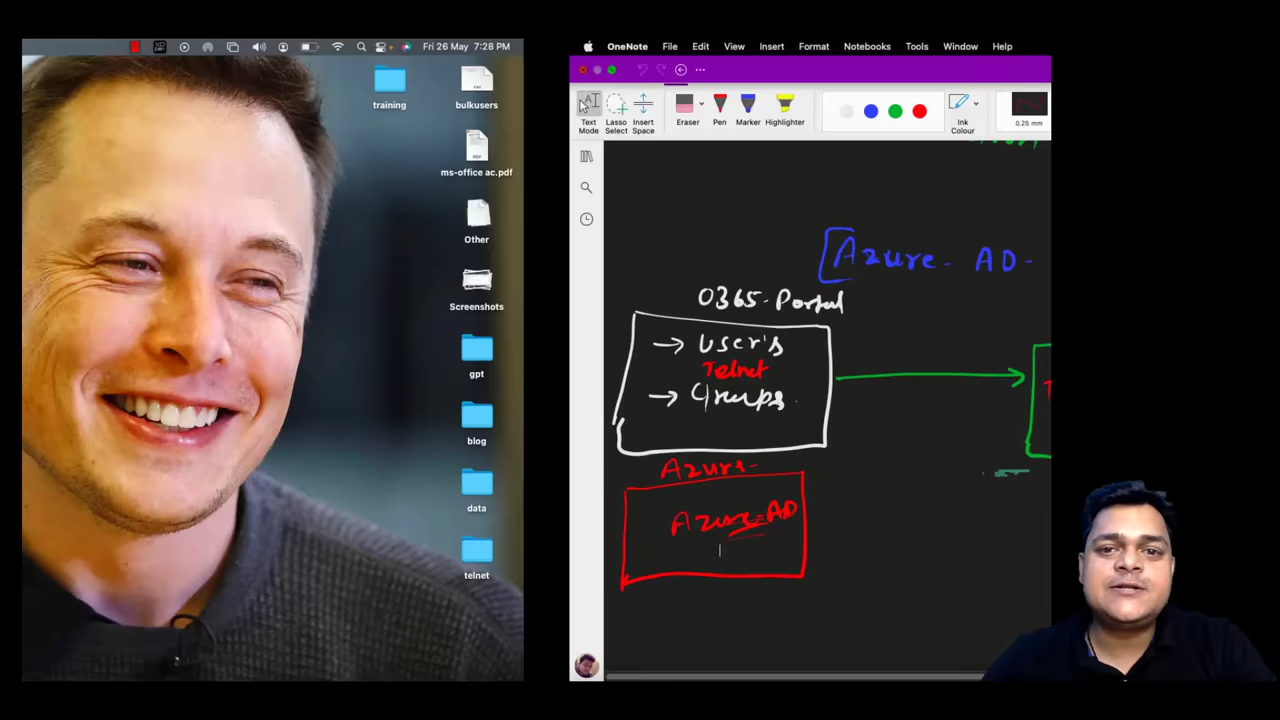 Fri 26 May 7:28 PM
training
bulkusers
ms-office ac.pdf
Other
Screenshots
gpt
blog
data
telnet
OneNote File Edit View Insert Format Notebooks Tools Window Help
Text Mode
Lasso Select
Insert Space
Eraser
Pen
Marker
Highlighter
Ink Colour
0.25 mm
[Azure - AD -
O365 - Portal
→ User's
Telnet
→ Groups
Azure -
Azure = AD